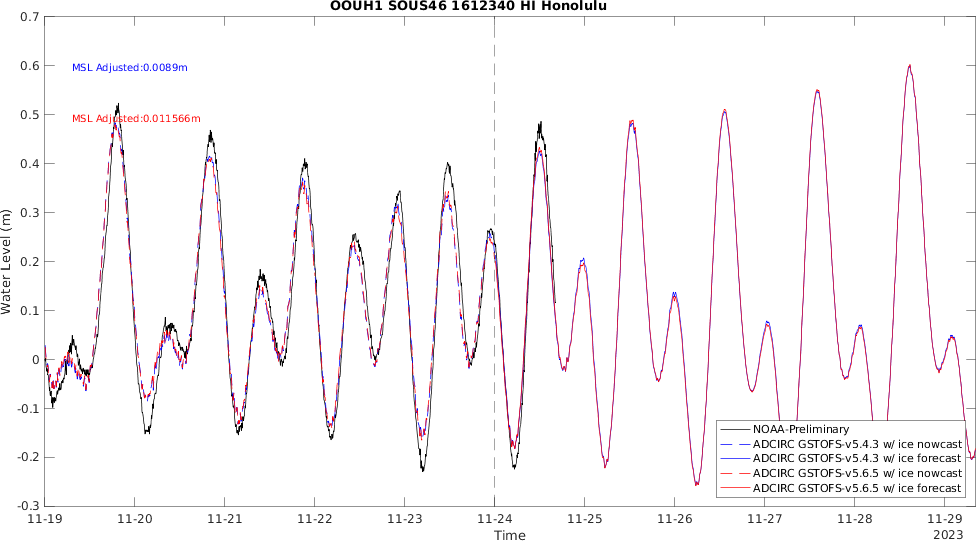 OOUH1 SOUS46 1612340 HI Honolulu
0.7
0.6
0.5
0.4
0.3
0.2
0.1
0
-0.1
-0.2
-0.3
Water Level (m)
MSL Adjusted:0.0089m
MSL Adjusted:0.011566m
NOAA-Preliminary
ADCIRC GSTOFS-v5.4.3 w/ ice nowcast
ADCIRC GSTOFS-v5.4.3 w/ ice forecast
ADCIRC GSTOFS-v5.6.5 w/ ice nowcast
ADCIRC GSTOFS-v5.6.5 w/ ice forecast
11-19 11-20 11-21 11-22 11-23 11-24 11-25 11-26 11-27 11-28 11-29
Time
2023